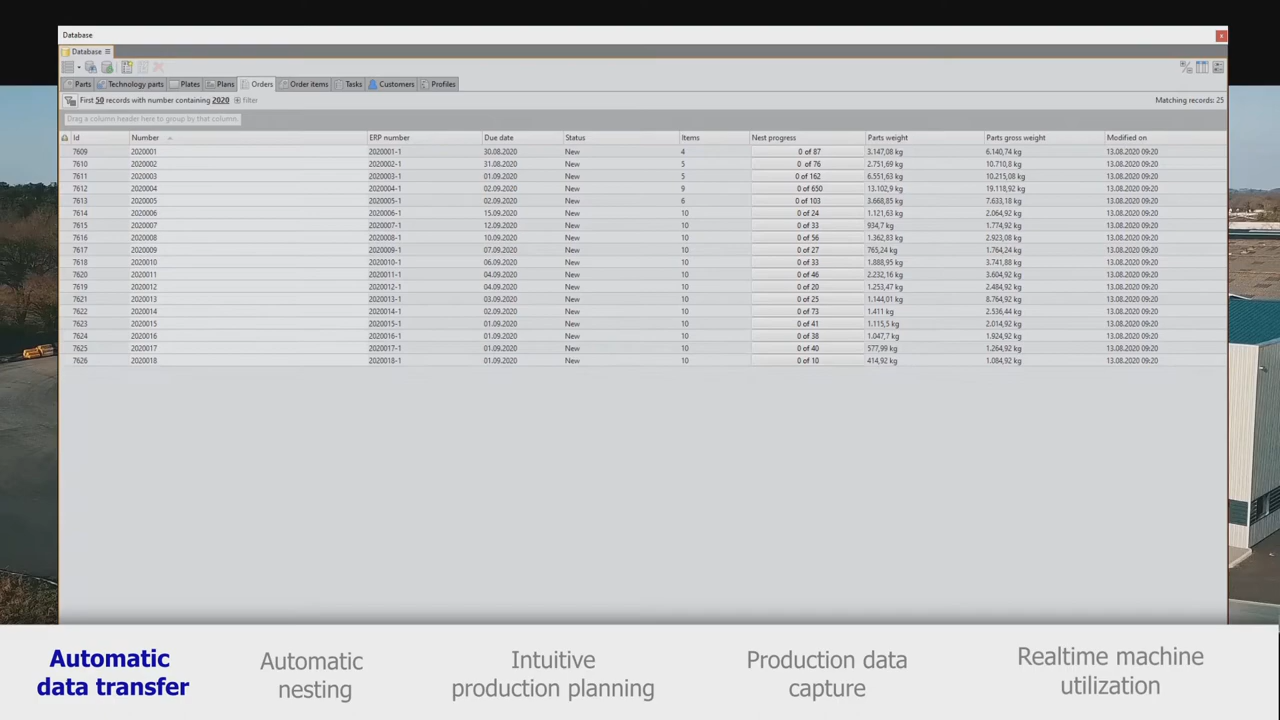 Database
Database
Parts Technology parts Plates Plans Orders Order items Tasks Customers Profiles
First 50 records with number containing 2020 filter Matching records: 25
Drag a column header here to group by that column.
Id Number ERP number Due date Status Items Nest progress Parts weight Parts gross weight Modified on
7609 2020001 2020001-1 30.08.2020 New 4 0 of 87 3.147,08 kg 6.140,74 kg 13.08.2020 09:20
7610 2020002 2020002-1 31.08.2020 New 5 0 of 76 2.751,69 kg 10.710,8 kg 13.08.2020 09:20
7611 2020003 2020003-1 01.09.2020 New 5 0 of 162 6.551,63 kg 10.215,08 kg 13.08.2020 09:20
7612 2020004 2020004-1 02.09.2020 New 9 0 of 650 13.102,9 kg 19.118,92 kg 13.08.2020 09:20
7613 2020005 2020005-1 02.09.2020 New 6 0 of 103 3.668,85 kg 7.633,18 kg 13.08.2020 09:20
7614 2020006 2020006-1 15.09.2020 New 10 0 of 24 1.121,63 kg 2.064,92 kg 13.08.2020 09:20
7615 2020007 2020007-1 12.09.2020 New 10 0 of 33 934,7 kg 1.774,92 kg 13.08.2020 09:20
7616 2020008 2020008-1 10.09.2020 New 10 0 of 56 1.362,83 kg 2.923,08 kg 13.08.2020 09:20
7617 2020009 2020009-1 07.09.2020 New 10 0 of 27 765,24 kg 1.764,24 kg 13.08.2020 09:20
7618 2020010 2020010-1 06.09.2020 New 10 0 of 33 1.888,95 kg 3.741,88 kg 13.08.2020 09:20
7620 2020011 2020011-1 04.09.2020 New 10 0 of 46 2.232,16 kg 3.604,92 kg 13.08.2020 09:20
7619 2020012 2020012-1 04.09.2020 New 10 0 of 20 1.253,47 kg 2.484,92 kg 13.08.2020 09:20
7621 2020013 2020013-1 03.09.2020 New 10 0 of 25 1.144,01 kg 8.764,92 kg 13.08.2020 09:20
7622 2020014 2020014-1 02.09.2020 New 10 0 of 73 1.411 kg 2.536,44 kg 13.08.2020 09:20
7623 2020015 2020015-1 01.09.2020 New 10 0 of 41 1.115,5 kg 2.014,92 kg 13.08.2020 09:20
7624 2020016 2020016-1 01.09.2020 New 10 0 of 38 1.047,7 kg 1.924,92 kg 13.08.2020 09:20
7625 2020017 2020017-1 01.09.2020 New 10 0 of 40 577,99 kg 1.264,92 kg 13.08.2020 09:20
7626 2020018 2020018-1 01.09.2020 New 10 0 of 10 414,92 kg 1.084,92 kg 13.08.2020 09:20
Automatic
data transfer
Automatic
nesting
Intuitive
production planning
Production data
capture
Realtime machine
utilization